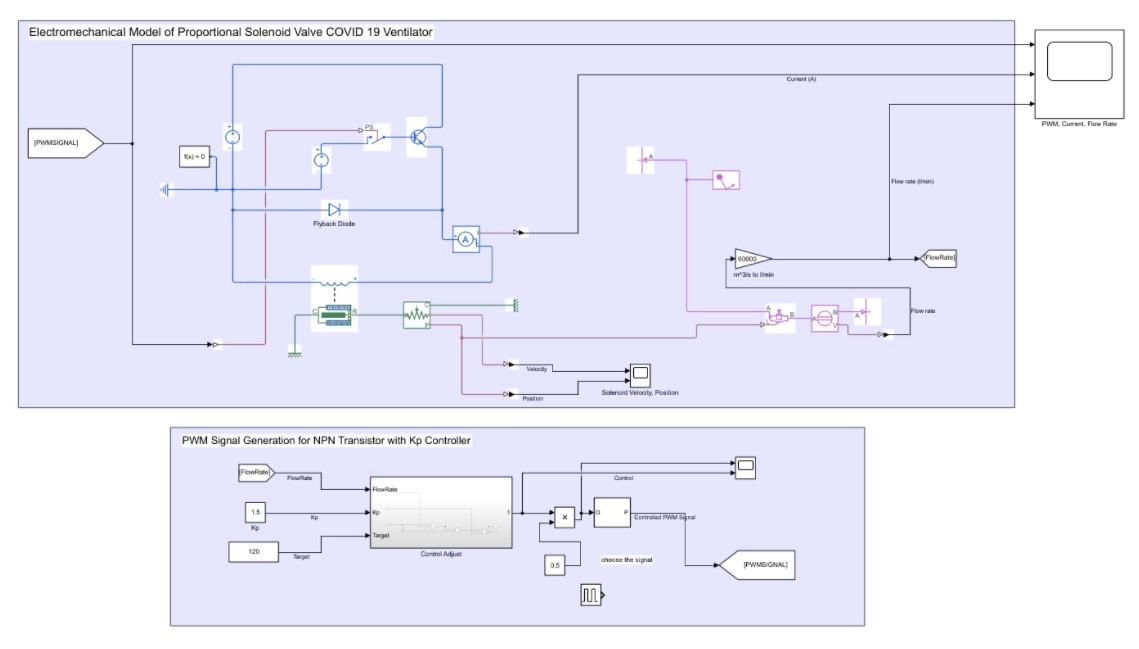 Electromechanical Model of Proportional Solenoid Valve COVID 19 Ventilator
Current (A)
PWM, Current, Flow Rate
[PWMSIGNAL]
f(x) = 0
PS
Flyback Diode
A
A
Flow rate (l/min)
60000
m^3/s to l/min
[FlowRate]
Flow rate
C
R
C
P
A
B
A
B
V
A
Velocity
Position
Solenoid Velocity, Position
PWM Signal Generation for NPN Transistor with Kp Controller
[FlowRate]
FlowRate
1.5
Kp
Kp
120
Target
FlowRate
Kp
Target
1
Control Adjust
Control
×
D
P
Controlled PWM Signal
0.5
choose the signal
[PWMSIGNAL]